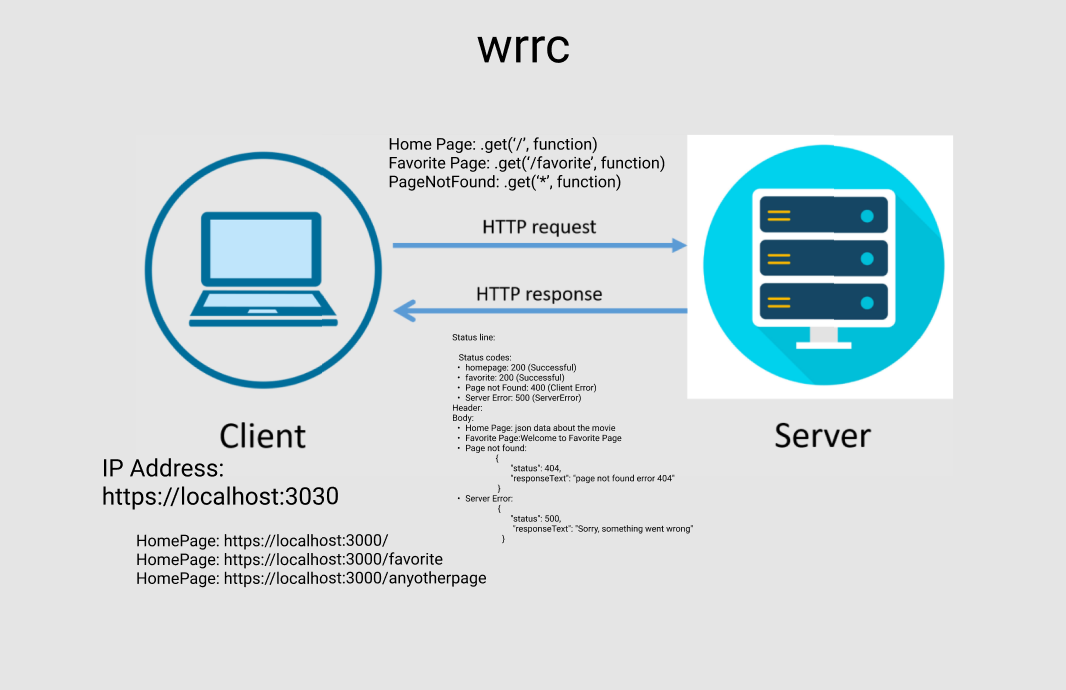 wrrc
Home Page: .get(‘/’, function)
Favorite Page: .get(‘/favorite’, function)
PageNotFound: .get(‘*’, function)
HTTP request
HTTP response
Status line:
Status codes:
• homepage: 200 (Successful)
• favorite: 200 (Successful)
• Page not Found: 400 (Client Error)
• Server Error: 500 (ServerError)
Header:
Body:
• Home Page: json data about the movie
• Favorite Page:Welcome to Favorite Page
• Page not found:
{
"status": 404,
"responseText": "page not found error 404"
}
• Server Error:
{
"status": 500,
"responseText": "Sorry, something went wrong"
}
Client
Server
IP Address:
https://localhost:3030
HomePage: https://localhost:3000/
HomePage: https://localhost:3000/favorite
HomePage: https://localhost:3000/anyotherpage